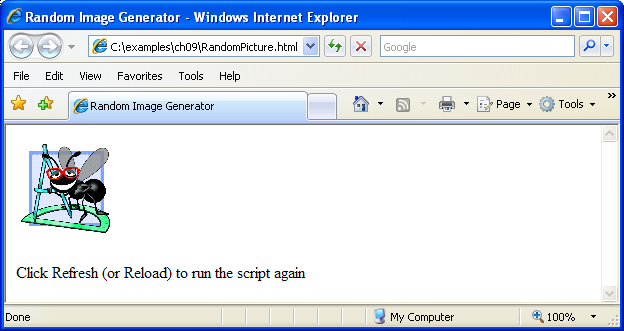 Random Image Generator - Windows Internet Explorer
C:\examples\ch09\RandomPicture.html Google
File Edit View Favorites Tools Help
Random Image Generator Page Tools »
Click Refresh (or Reload) to run the script again
Done My Computer 100%